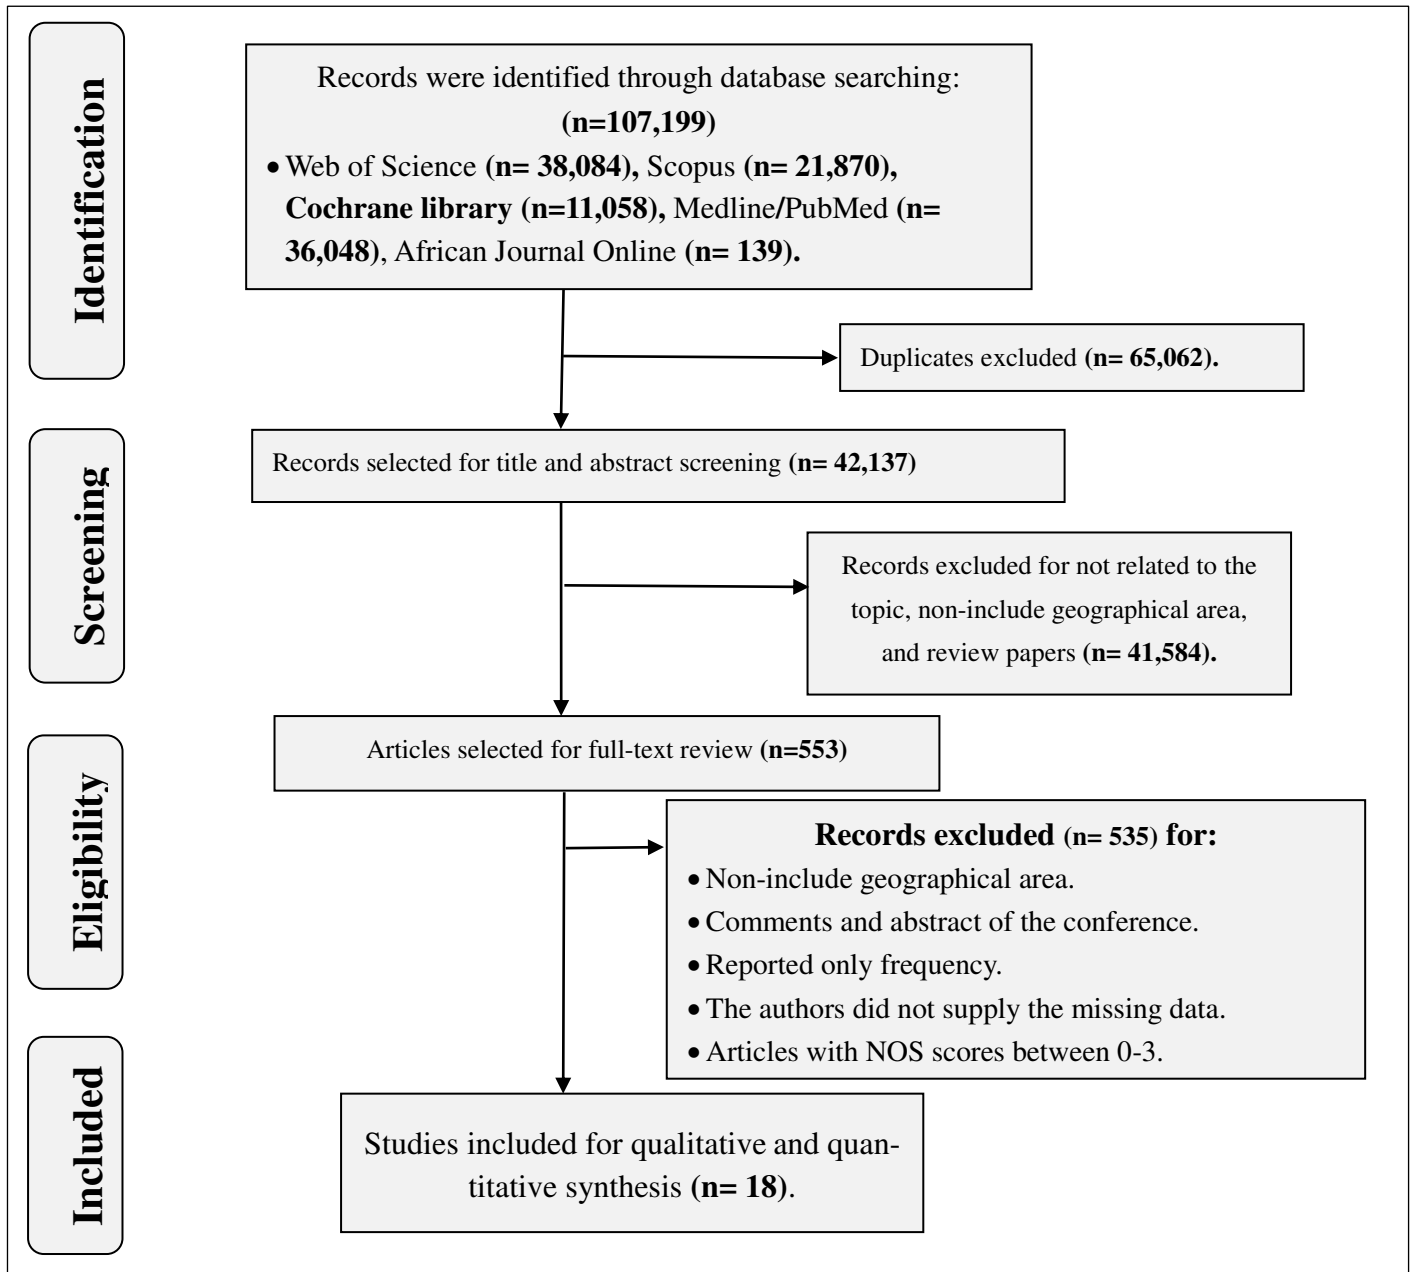 Identification
Records were identified through database searching:
(n=107,199)
• Web of Science (n= 38,084), Scopus (n= 21,870),
Cochrane library (n=11,058), Medline/PubMed (n=
36,048), African Journal Online (n= 139).
Duplicates excluded (n= 65,062).
Screening
Records selected for title and abstract screening (n= 42,137)
Records excluded for not related to the
topic, non-include geographical area,
and review papers (n= 41,584).
Eligibility
Articles selected for full-text review (n=553)
Records excluded (n= 535) for:
• Non-include geographical area.
• Comments and abstract of the conference.
• Reported only frequency.
• The authors did not supply the missing data.
• Articles with NOS scores between 0-3.
Included
Studies included for qualitative and quan-
titative synthesis (n= 18).